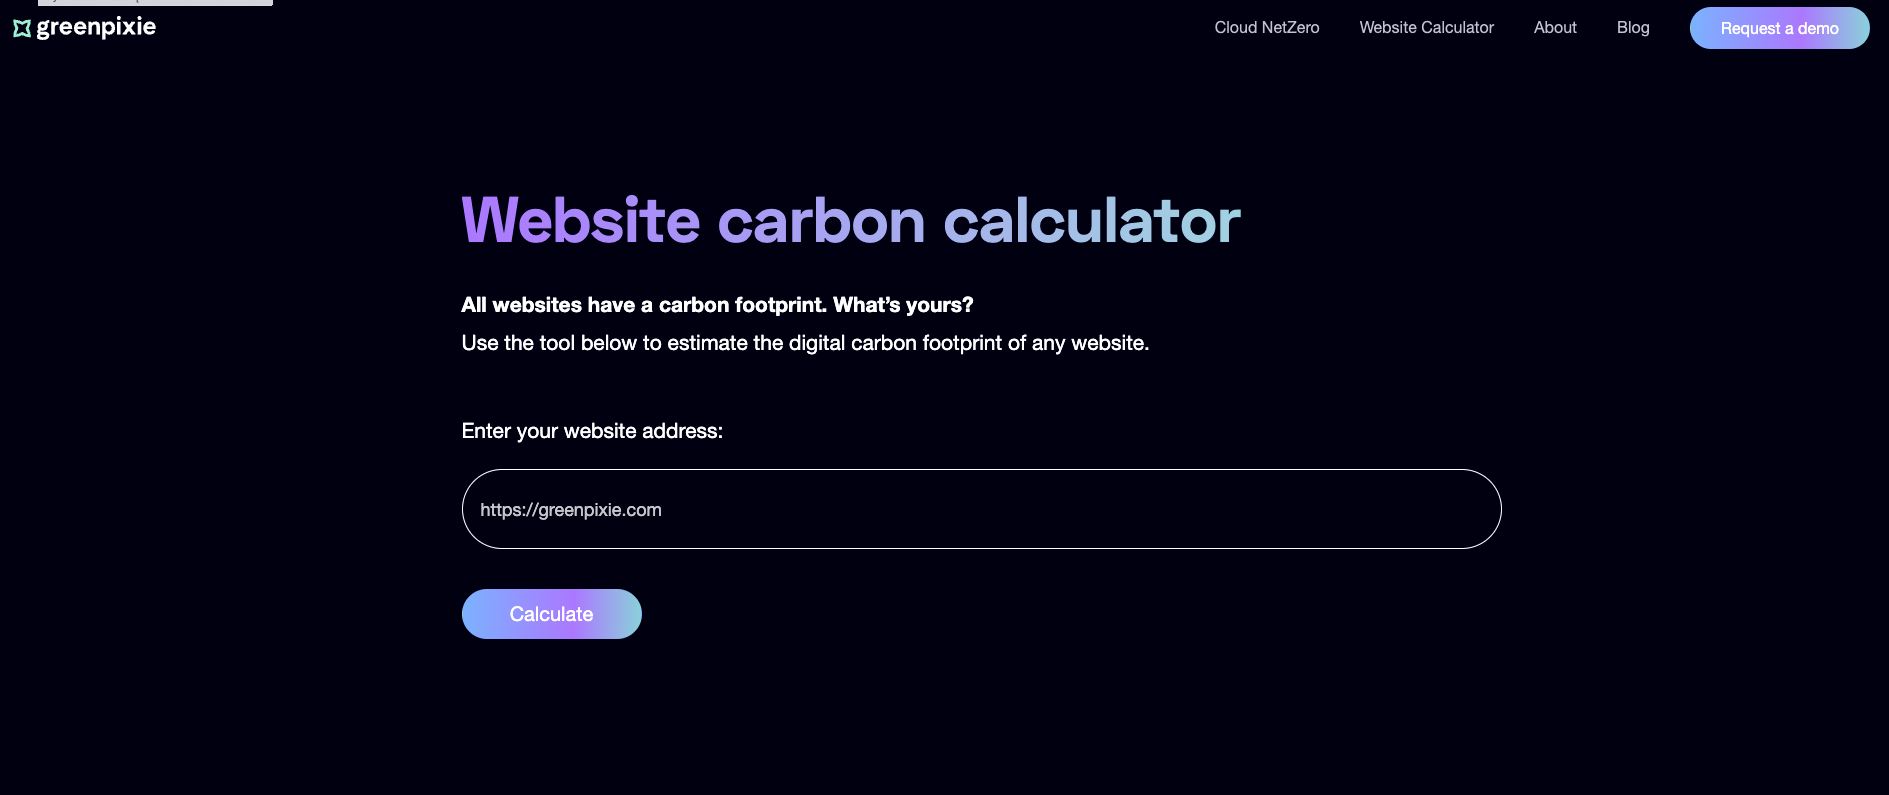 greenpixie
Cloud NetZero
Website Calculator
About
Blog
Request a demo
Website carbon calculator
All websites have a carbon footprint. What’s yours?
Use the tool below to estimate the digital carbon footprint of any website.
Enter your website address:
https://greenpixie.com
Calculate